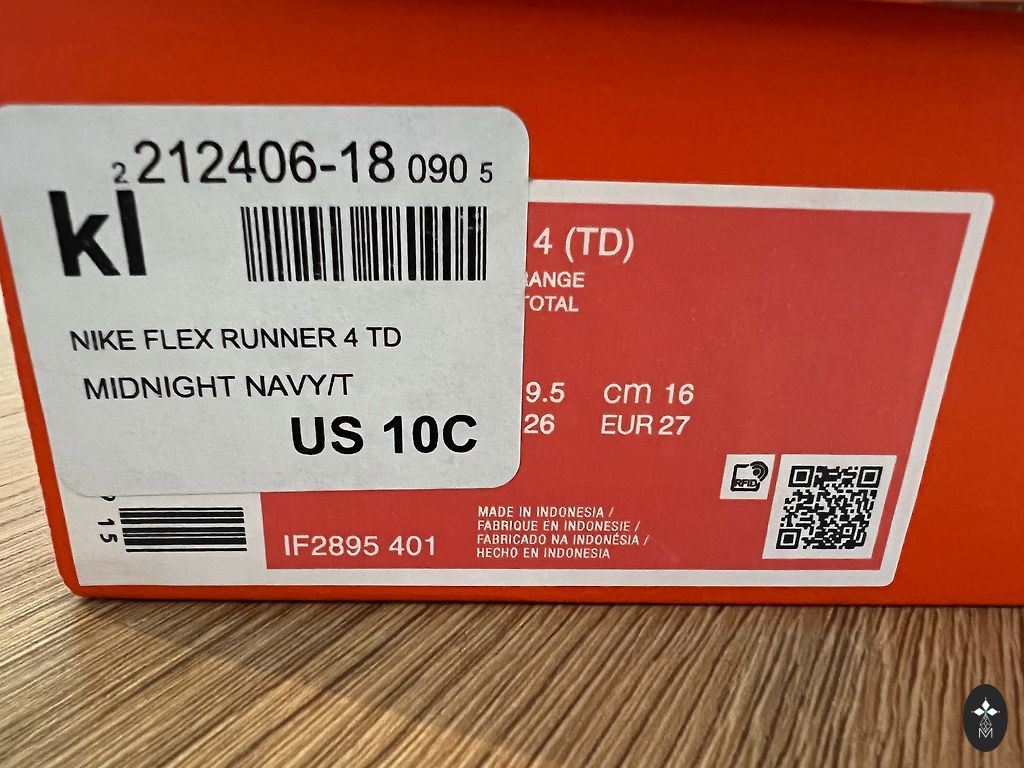 2 212406-18 090 5
kl
NIKE FLEX RUNNER 4 TD
MIDNIGHT NAVY/T
US 10C
4 (TD)
9.5 cm 16
26 EUR 27
RFID
15
IF2895 401
MADE IN INDONESIA /
FABRIQUE EN INDONESIE /
FABRICADO NA INDONÉSIA /
HECHO EN INDONESIA
M